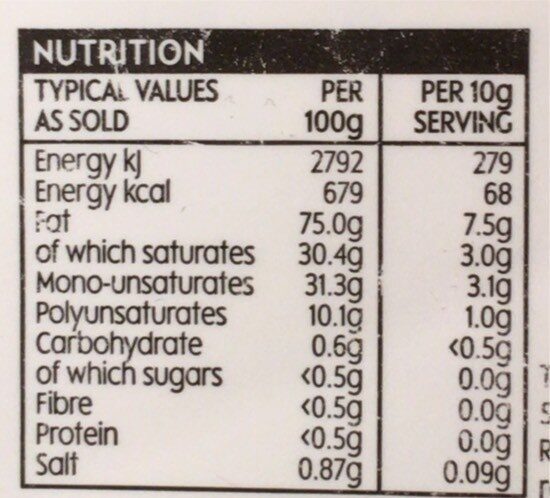 NUTRITION
TYPICAL VALUES PER PER 10g
AS SOLD 100g SERVING
Energy kJ 2792 279
Energy kcal 679 68
Fat 75.0g 7.5g
of which saturates 30.4g 3.0g
Mono-unsaturates 31.3g 3.1g
Polyunsaturates 10.1g 1.0g
Carbohydrate 0.6g <0.5g
of which sugars <0.5g 0.0g
Fibre <0.5g 0.0g
Protein <0.5g 0.0g
Salt 0.87g 0.09g